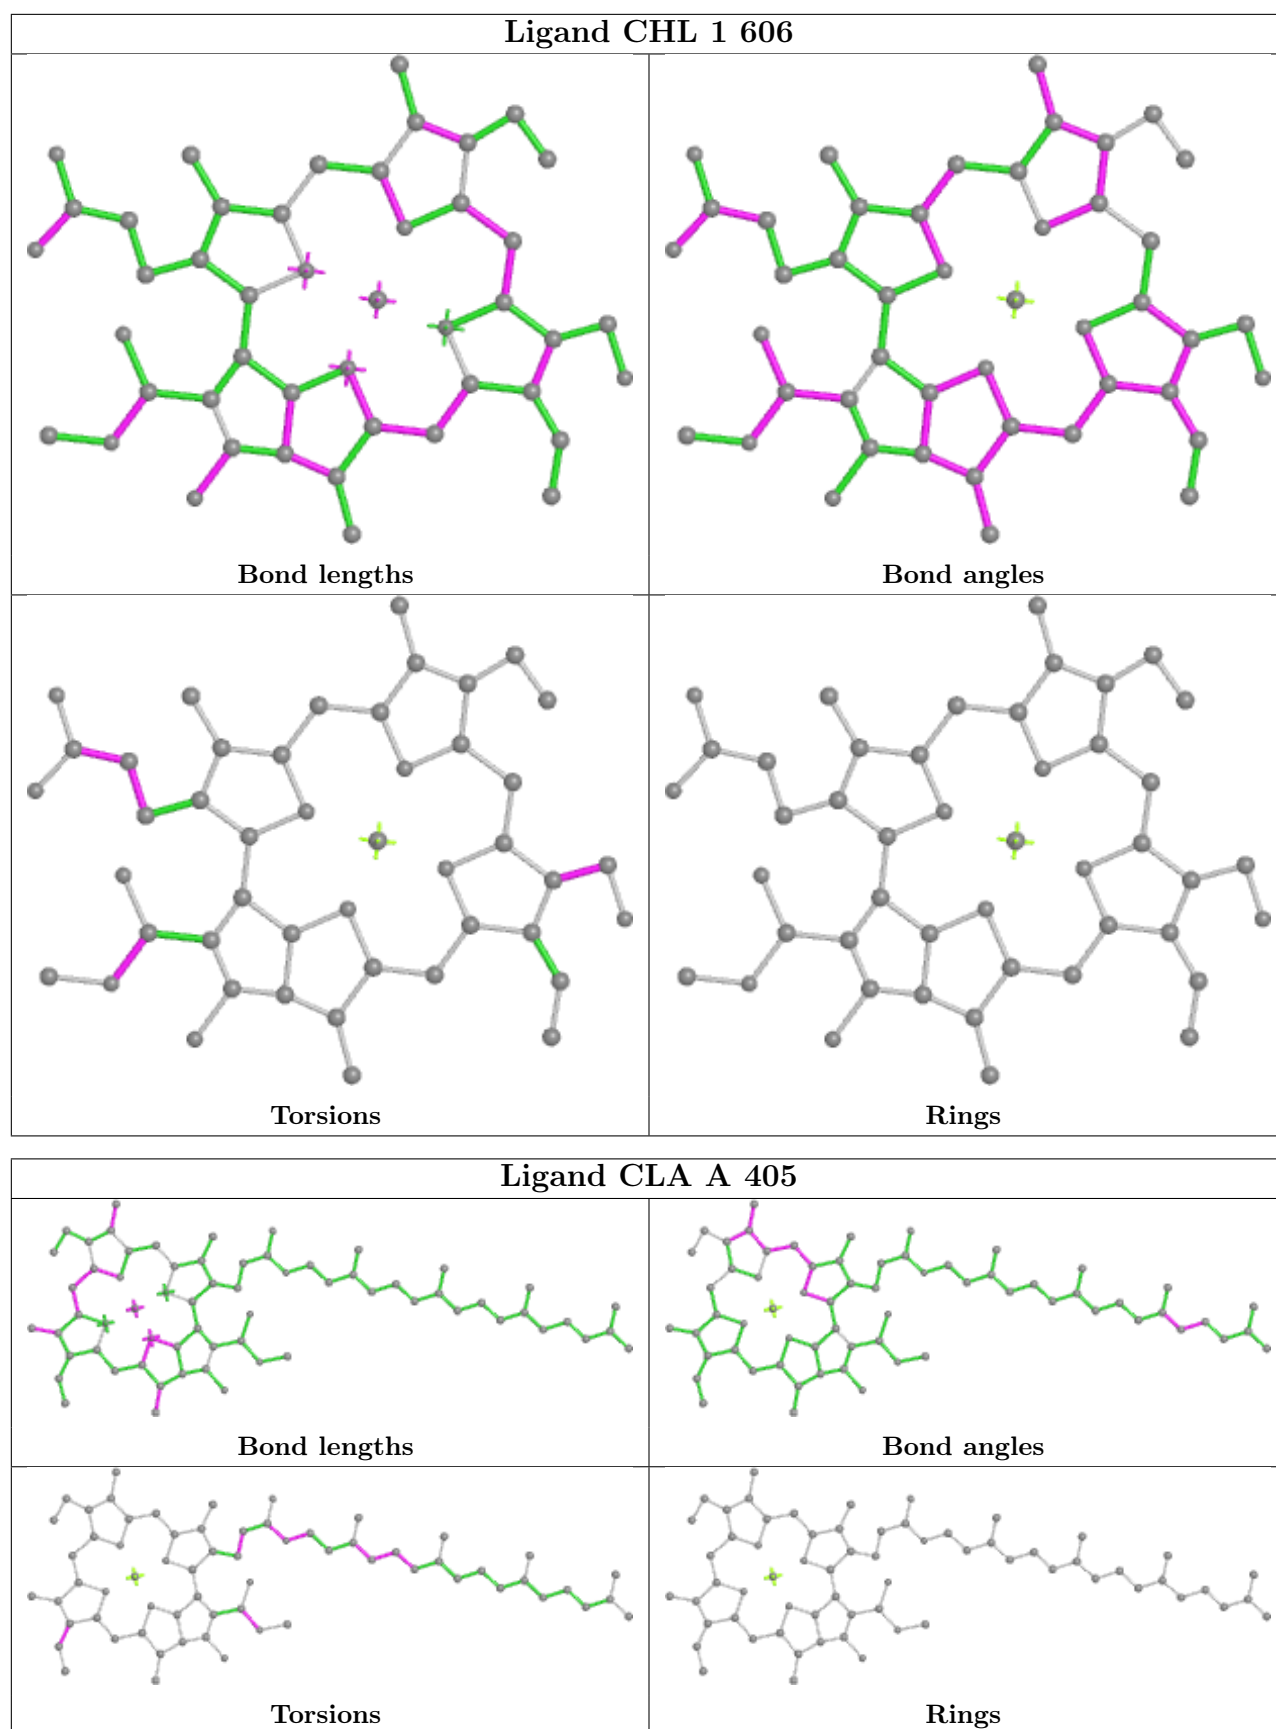 Ligand CHL 1 606
Bond lengths
Bond angles
Torsions
Rings
Ligand CLA A 405
Bond lengths
Bond angles
Torsions
Rings